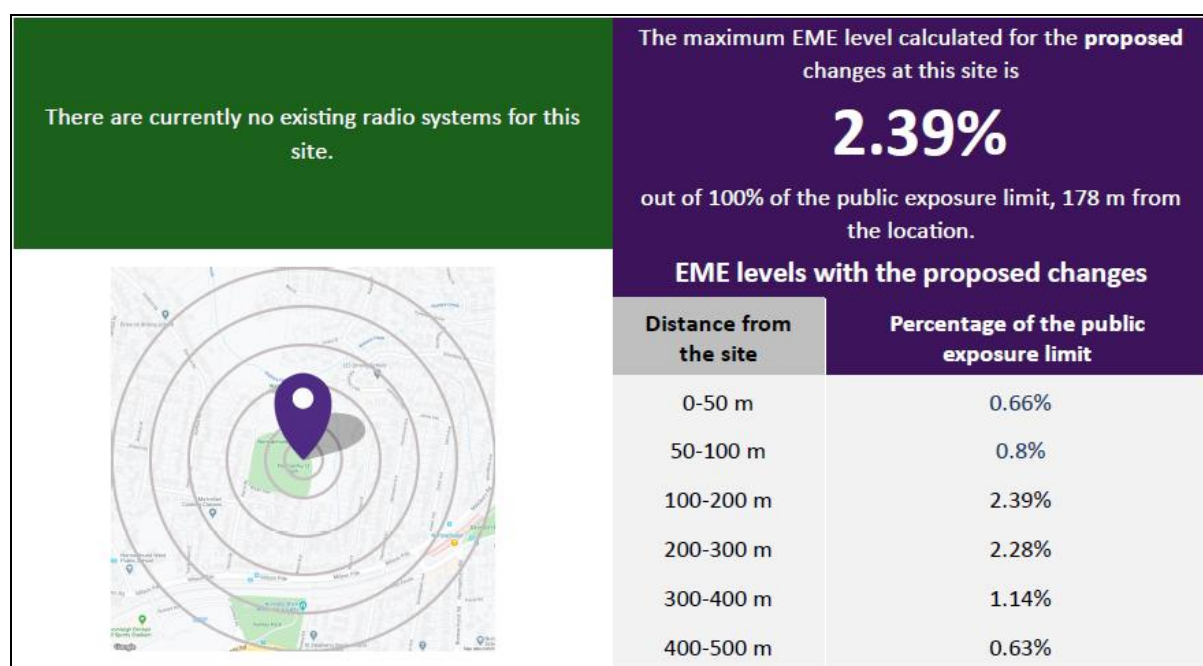 There are currently no existing radio systems for this
site.
The maximum EME level calculated for the proposed
changes at this site is
2.39%
out of 100% of the public exposure limit, 178 m from
the location.
EME levels with the proposed changes
Distance from
the site
Percentage of the public
exposure limit
0-50 m
0.66%
50-100 m
0.8%
100-200 m
2.39%
200-300 m
2.28%
300-400 m
1.14%
400-500 m
0.63%
Google